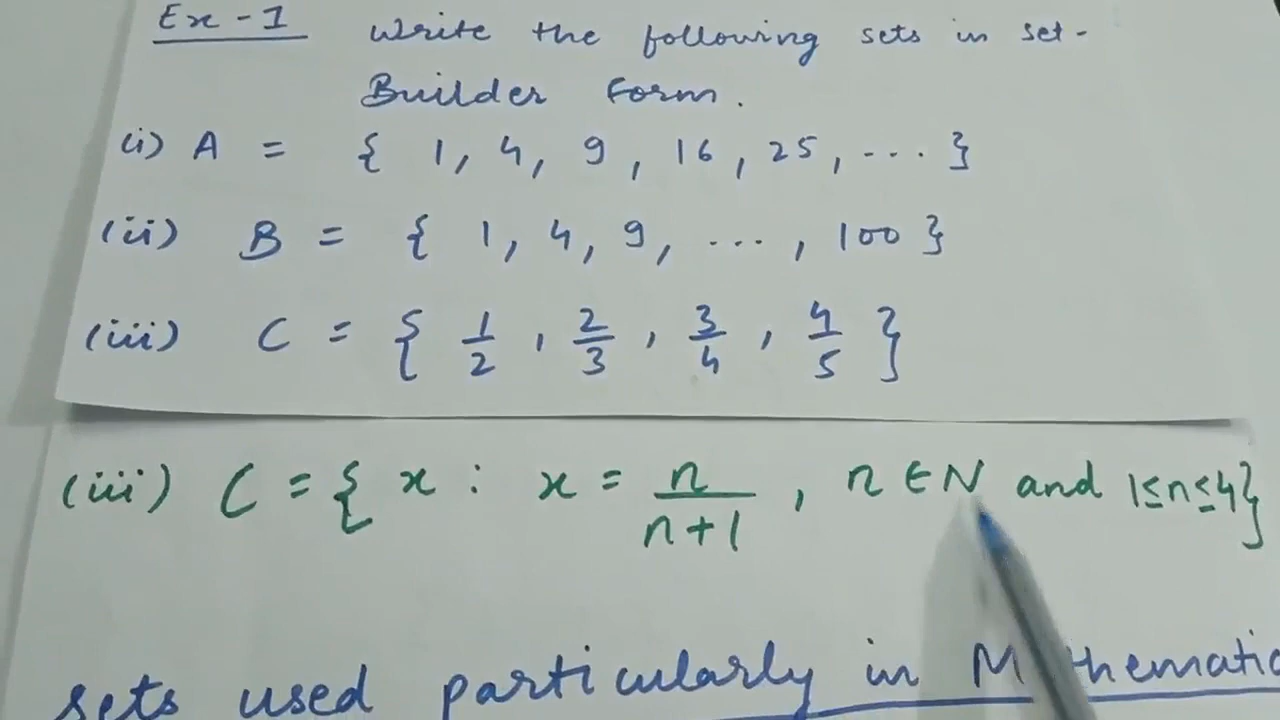 Ex-1 Write the following sets in set-
Builder Form.
(i) A = { 1, 4, 9, 16, 25, ... }
(ii) B = { 1, 4, 9, ..., 100 }
(iii) C = { 1/2, 2/3, 3/4, 4/5 }
(iii) C = { x : x = n/(n+1), n ∈ N and 1≤n≤4}
sets used particularly in